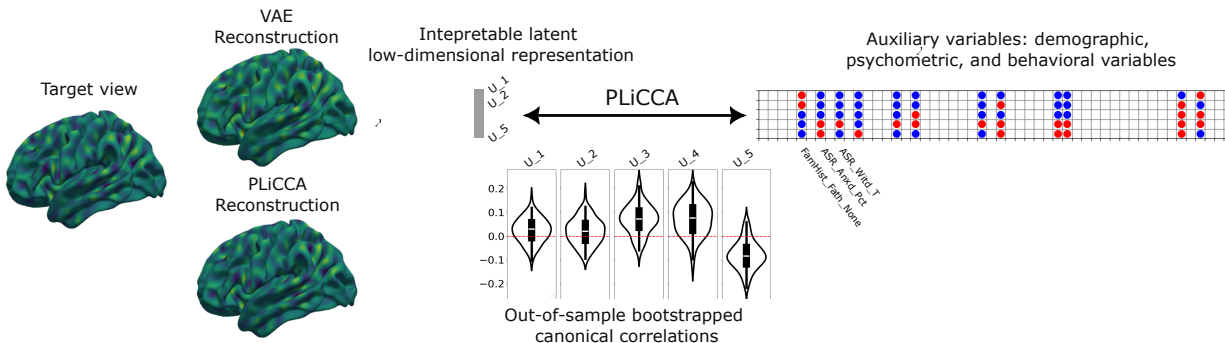 VAE
Reconstruction
Target view
PLiCCA
Reconstruction
Intepretable latent
low-dimensional representation
U_1
U_2
U_5
PLiCCA
Auxiliary variables: demographic,
psychometric, and behavioral variables
FamHist_Fath_None
ASR_Anxd_Pct
ASR_Witd_T
U_1 U_2 U_3 U_4 U_5
0.2
0.1
0.0
−0.1
−0.2
Out-of-sample bootstrapped
canonical correlations